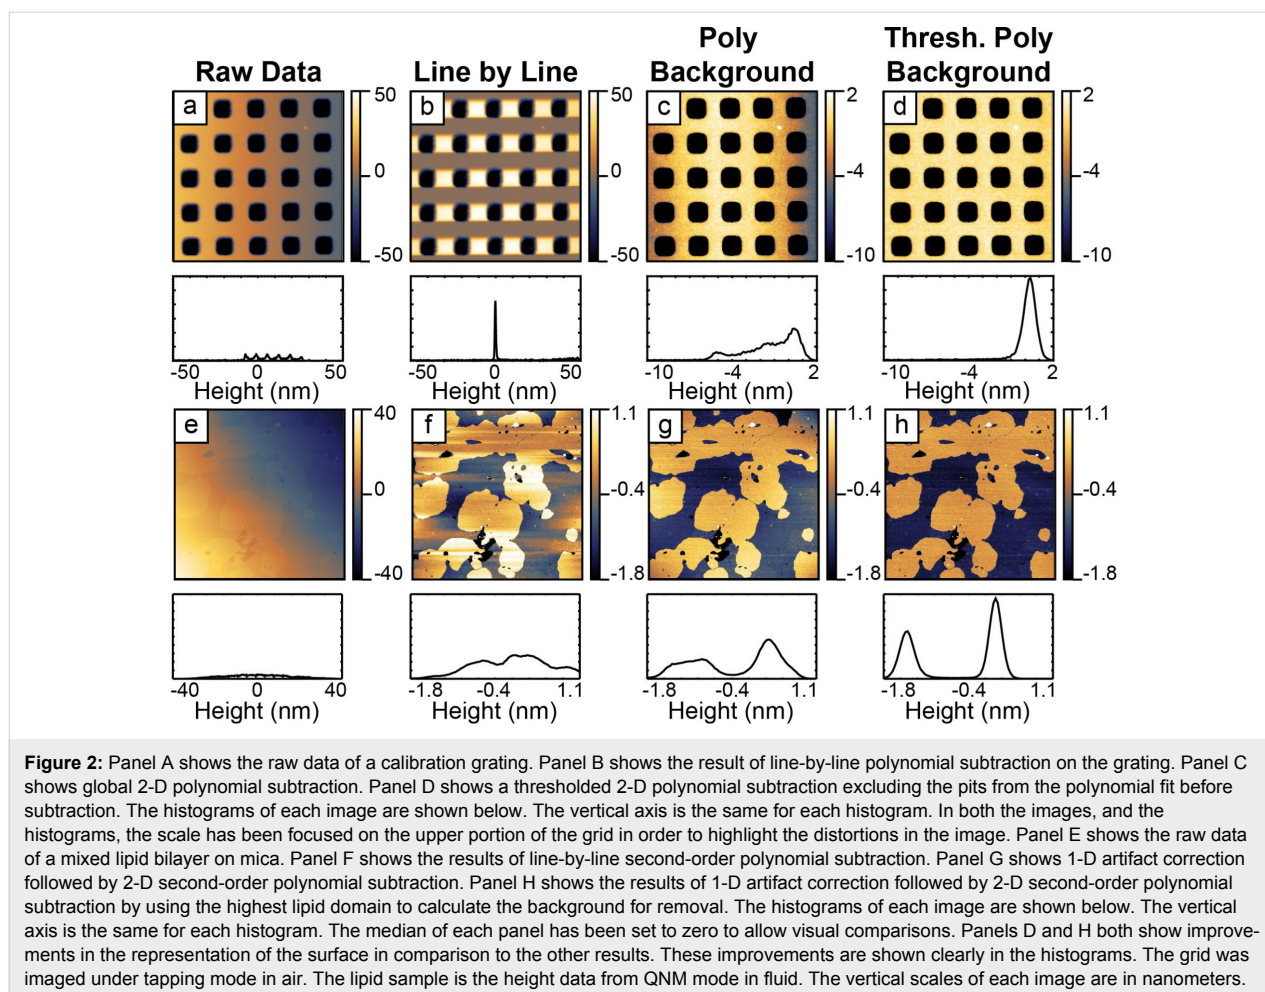 Raw Data Line by Line Poly Background Thresh. Poly Background
a 50 0 -50 b 50 0 -50 c 2 -4 -10 d 2 -4 -10
-50 0 50 -50 0 50 -10 -4 2 -10 -4 2
Height (nm) Height (nm) Height (nm) Height (nm)
e 40 0 -40 f 1.1 -0.4 -1.8 g 1.1 -0.4 -1.8 h 1.1 -0.4 -1.8
-40 0 40 -1.8 -0.4 1.1 -1.8 -0.4 1.1 -1.8 -0.4 1.1
Height (nm) Height (nm) Height (nm) Height (nm)
Figure 2: Panel A shows the raw data of a calibration grating. Panel B shows the result of line-by-line polynomial subtraction on the grating. Panel C
shows global 2-D polynomial subtraction. Panel D shows a thresholded 2-D polynomial subtraction excluding the pits from the polynomial fit before
subtraction. The histograms of each image are shown below. The vertical axis is the same for each histogram. In both the images, and the
histograms, the scale has been focused on the upper portion of the grid in order to highlight the distortions in the image. Panel E shows the raw data
of a mixed lipid bilayer on mica. Panel F shows the results of line-by-line second-order polynomial subtraction. Panel G shows 1-D artifact correction
followed by 2-D second-order polynomial subtraction. Panel H shows the results of 1-D artifact correction followed by 2-D second-order polynomial
subtraction by using the highest lipid domain to calculate the background for removal. The histograms of each image are shown below. The vertical
axis is the same for each histogram. The median of each panel has been set to zero to allow visual comparisons. Panels D and H both show improve-
ments in the representation of the surface in comparison to the other results. These improvements are shown clearly in the histograms. The grid was
imaged under tapping mode in air. The lipid sample is the height data from QNM mode in fluid. The vertical scales of each image are in nanometers.